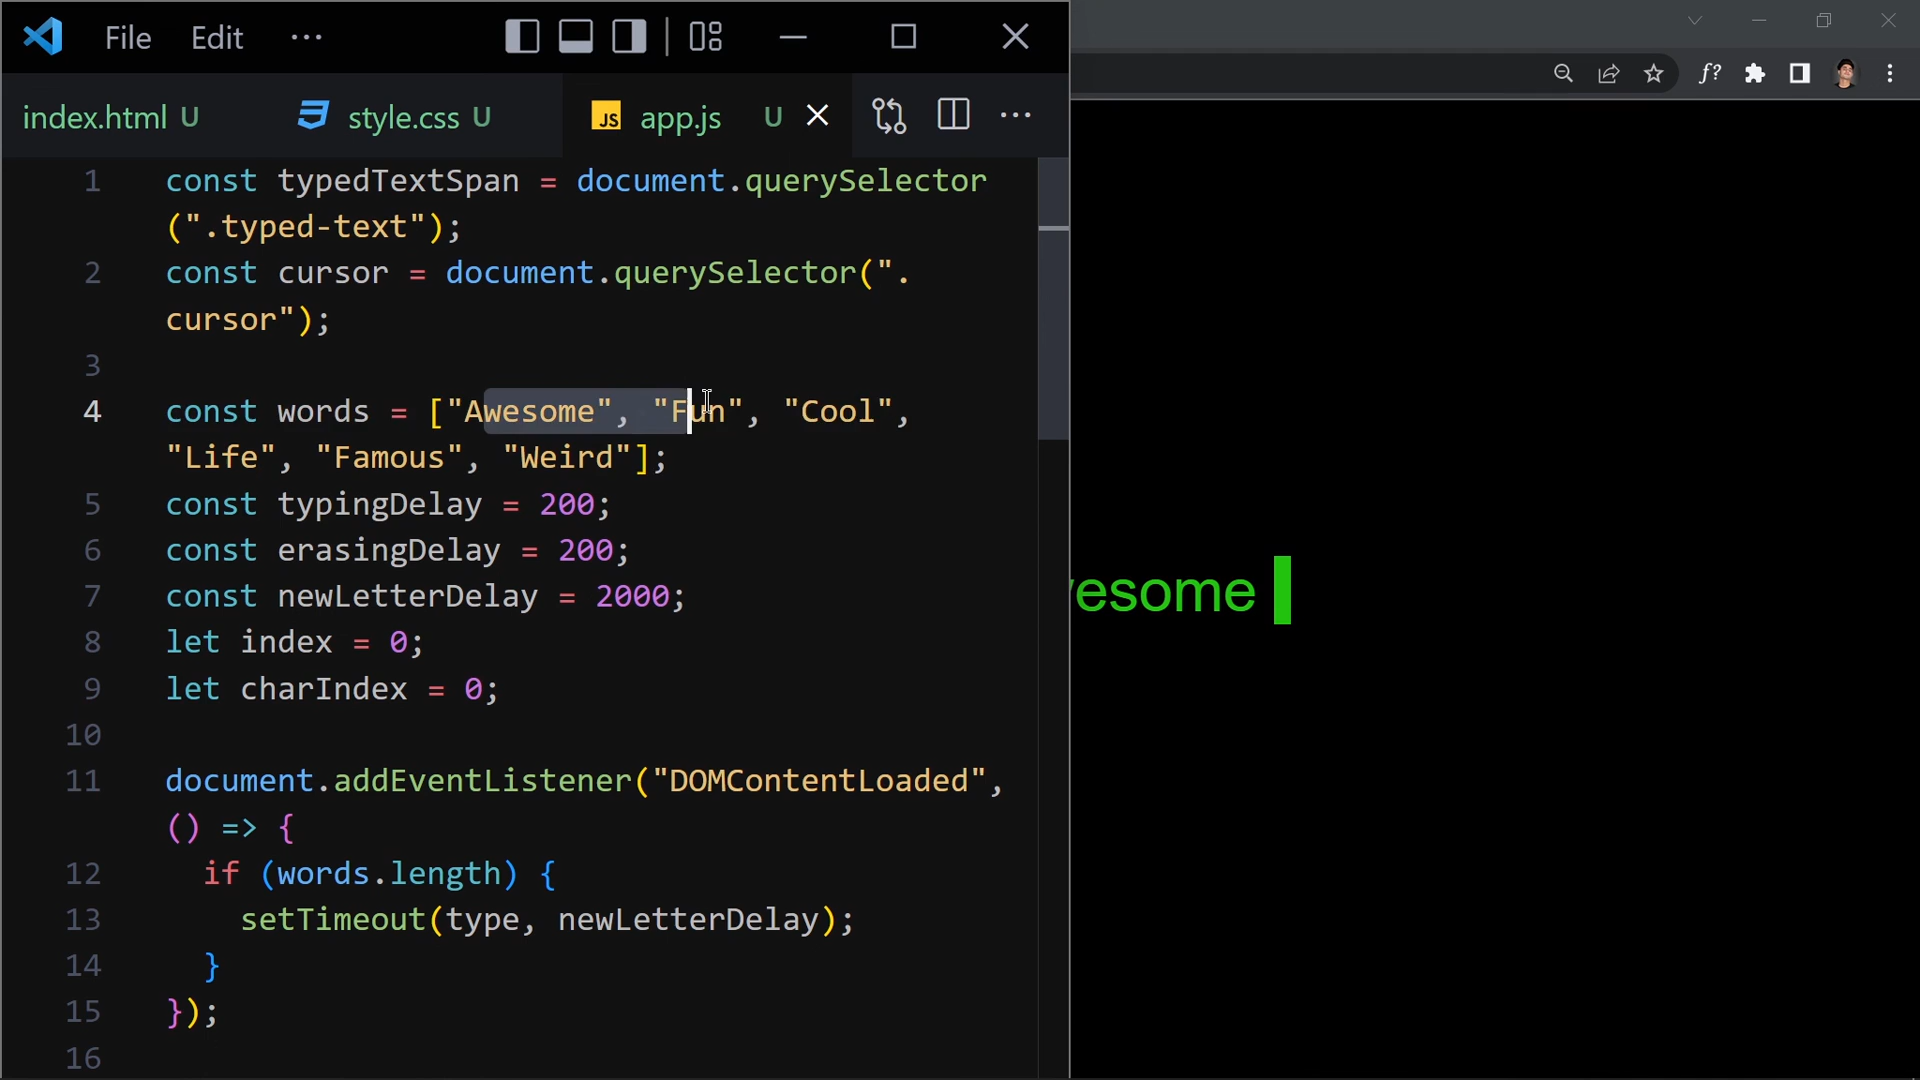 File Edit ...
index.html U style.css U JS app.js U
1 const typedTextSpan = document.querySelector
(".typed-text");
2 const cursor = document.querySelector(".
cursor");
3
4 const words = ["Awesome", "Fun", "Cool",
"Life", "Famous", "Weird"];
5 const typingDelay = 200;
6 const erasingDelay = 200;
7 const newLetterDelay = 2000;
8 let index = 0;
9 let charIndex = 0;
10
11 document.addEventListener("DOMContentLoaded",
() => {
12 if (words.length) {
13 setTimeout(type, newLetterDelay);
14 }
15 });
16
f?
wesome